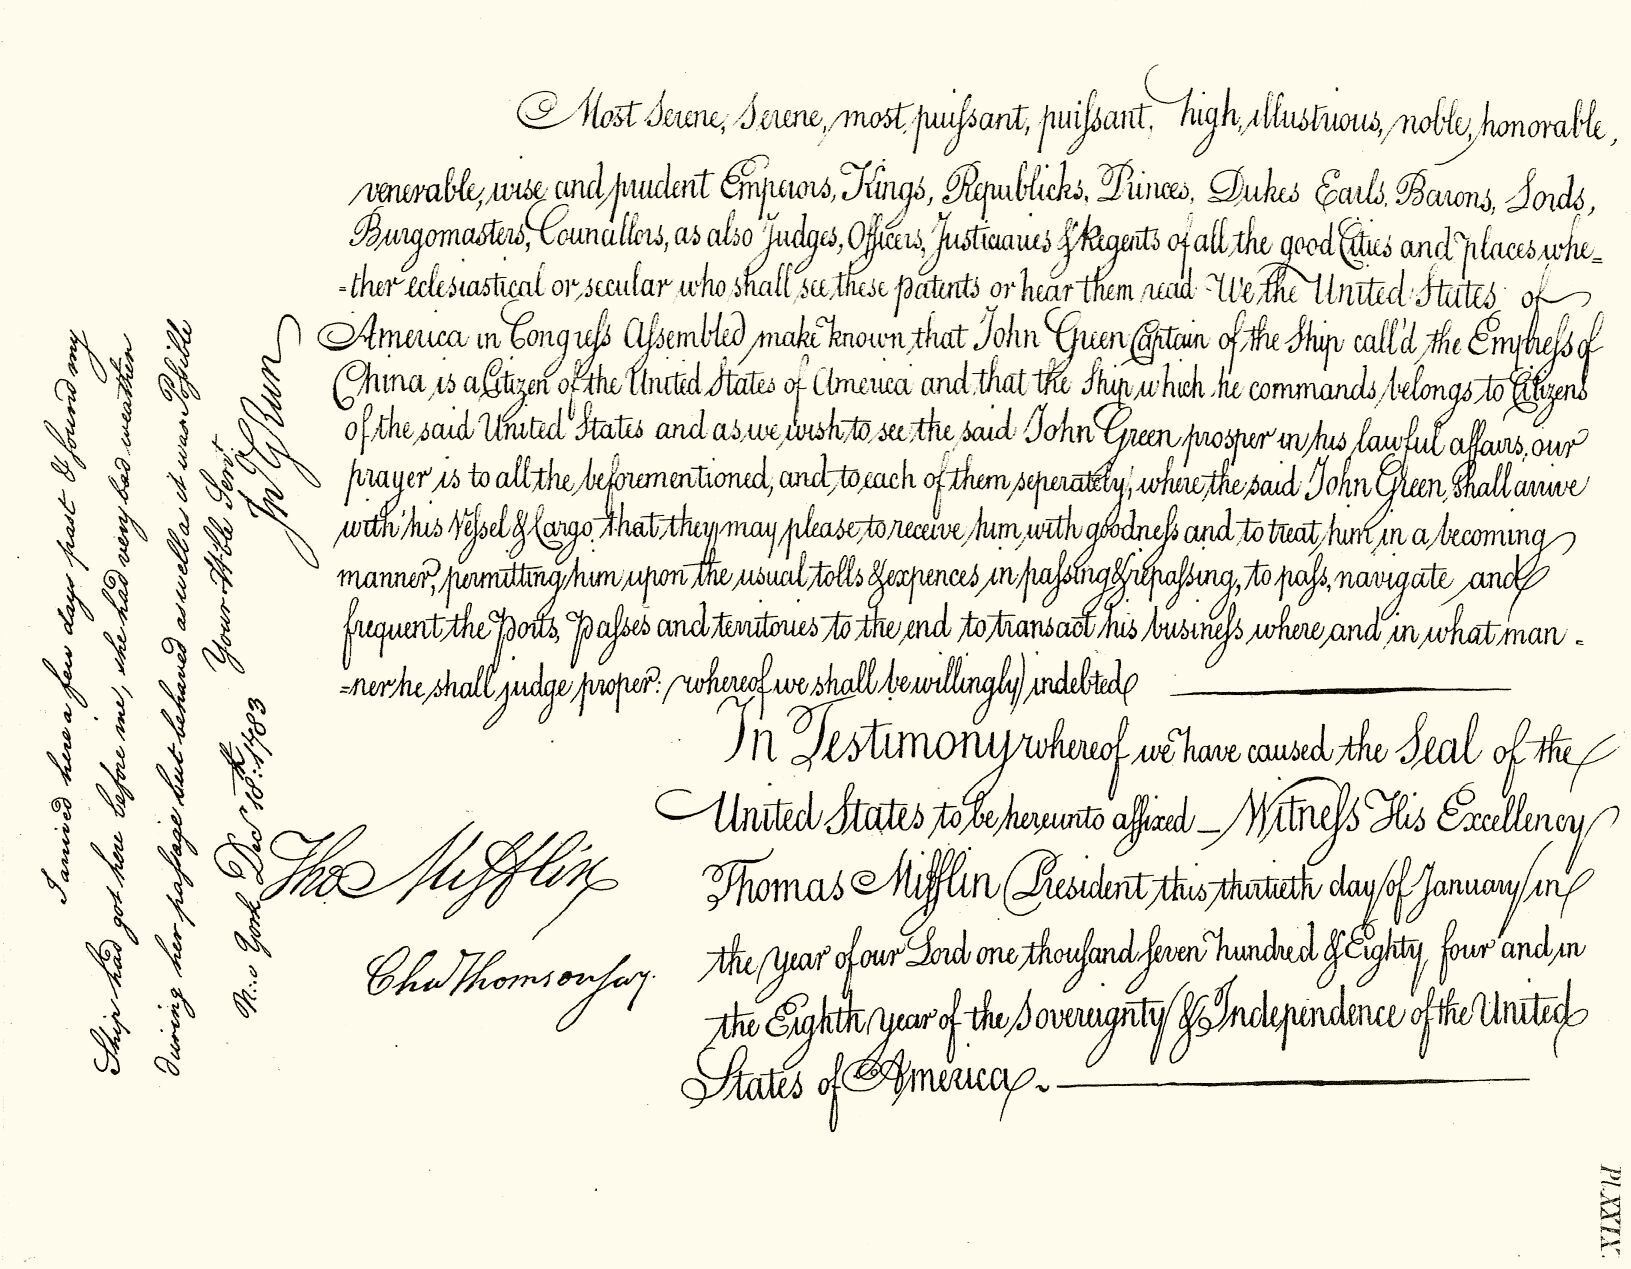 Most Serene, Serene, most puissant, puissant, high, illustrious, noble, honorable,
venerable, wise and prudent Emperors, Kings, Republicks, Princes, Dukes Earls, Barons, Lords,
Burgomasters, Councillors, as also Judges, Officers, Justiciaries & Regents of all the good Cities and places whe=
=ther eclesiastical or secular who shall see these patents or hear them read We the United States of
America in Congress Assembled make known that John Green Captain of the Ship call'd the Empress of
China is a Citizen of the United States of America and that the Ship which he commands belongs to Citizens
of the said United States and as we wish to see the said John Green prosper in his lawful affairs, our
prayer is to all the beforementioned, and to each of them seperately, where the said John Green shall arrive
with his Vessel & Cargo that they may please to receive him with goodness and to treat him in a becoming
manner, permitting him upon the usual tolls & expences in passing & repassing, to pass, navigate and
frequent the Ports, Passes and territories to the end to transact his business where and in what man =
=ner he shall judge proper: whereof we shall be willingly indebted
In Testimony whereof we have caused the Seal of the
United States to be hereunto affixed — Witness His Excellency
Thomas Mifflin President this thirtieth day of January in
the year of our Lord one thousand seven hundred & Eighty four and in
the Eighth year of the Sovereignty & Independence of the United
States of America.
Tho Mifflin
Cha Thomson Secy.
I arrived here a few days past & found my
Ship had got here before me, she had very bad weather
during her passage but behaved as well as it was Possible
Your Hble Servt
Jn Green
N: York Decr 18th: 1783
Pl. XXIX.